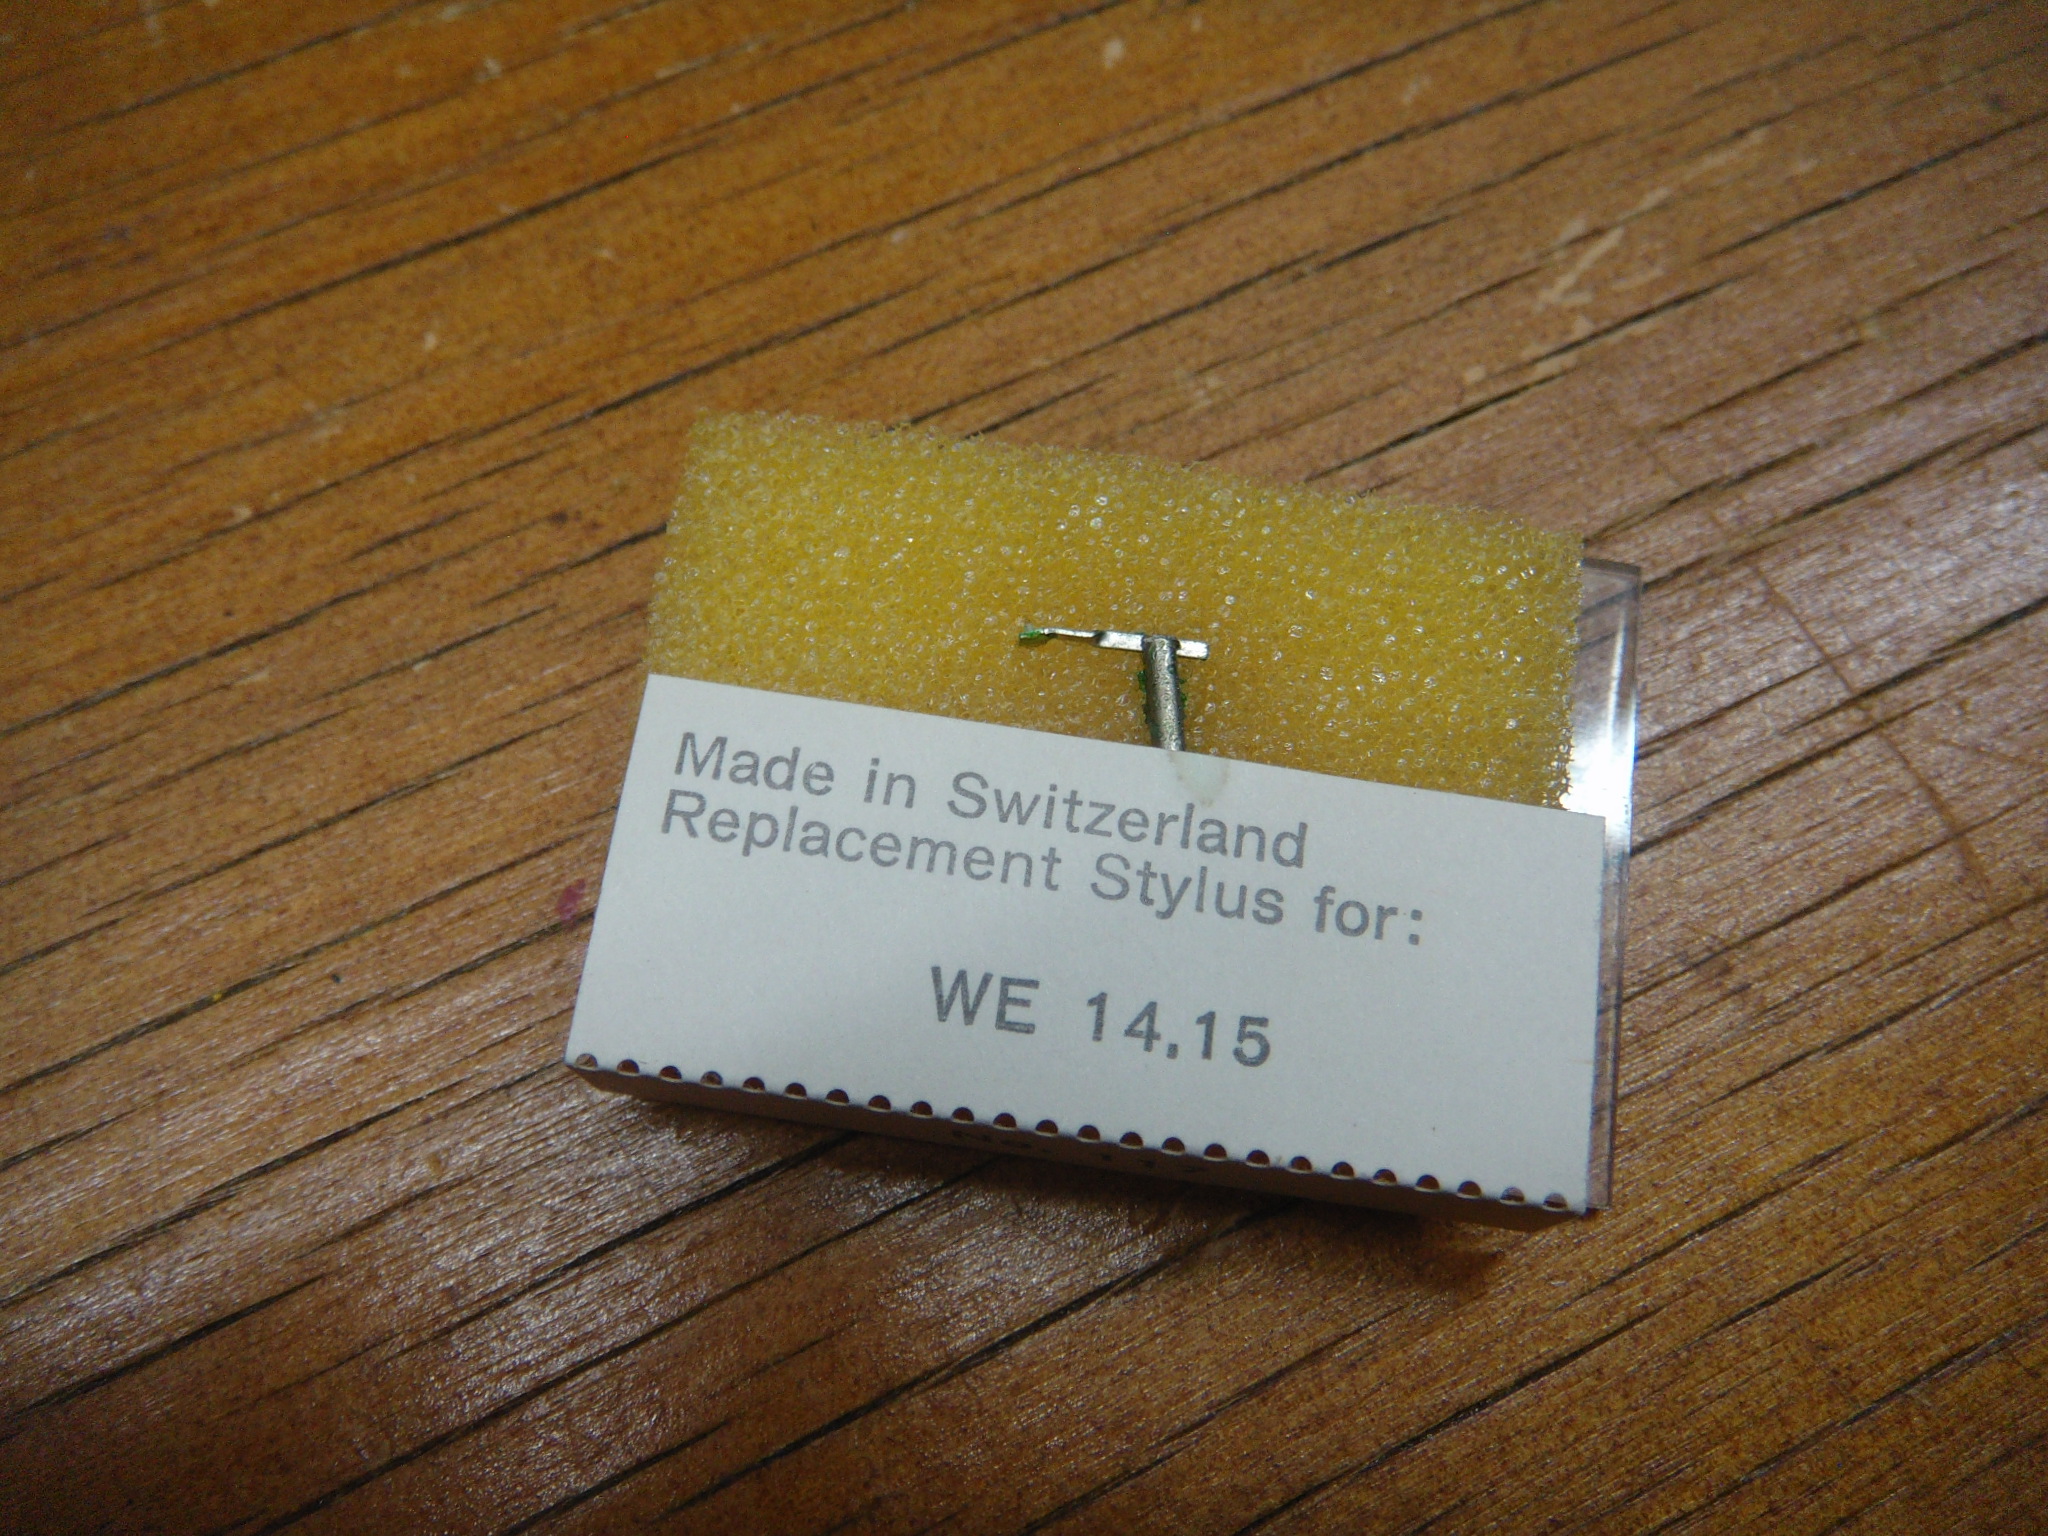 Made in Switzerland
Replacement Stylus for:
WE 14.15